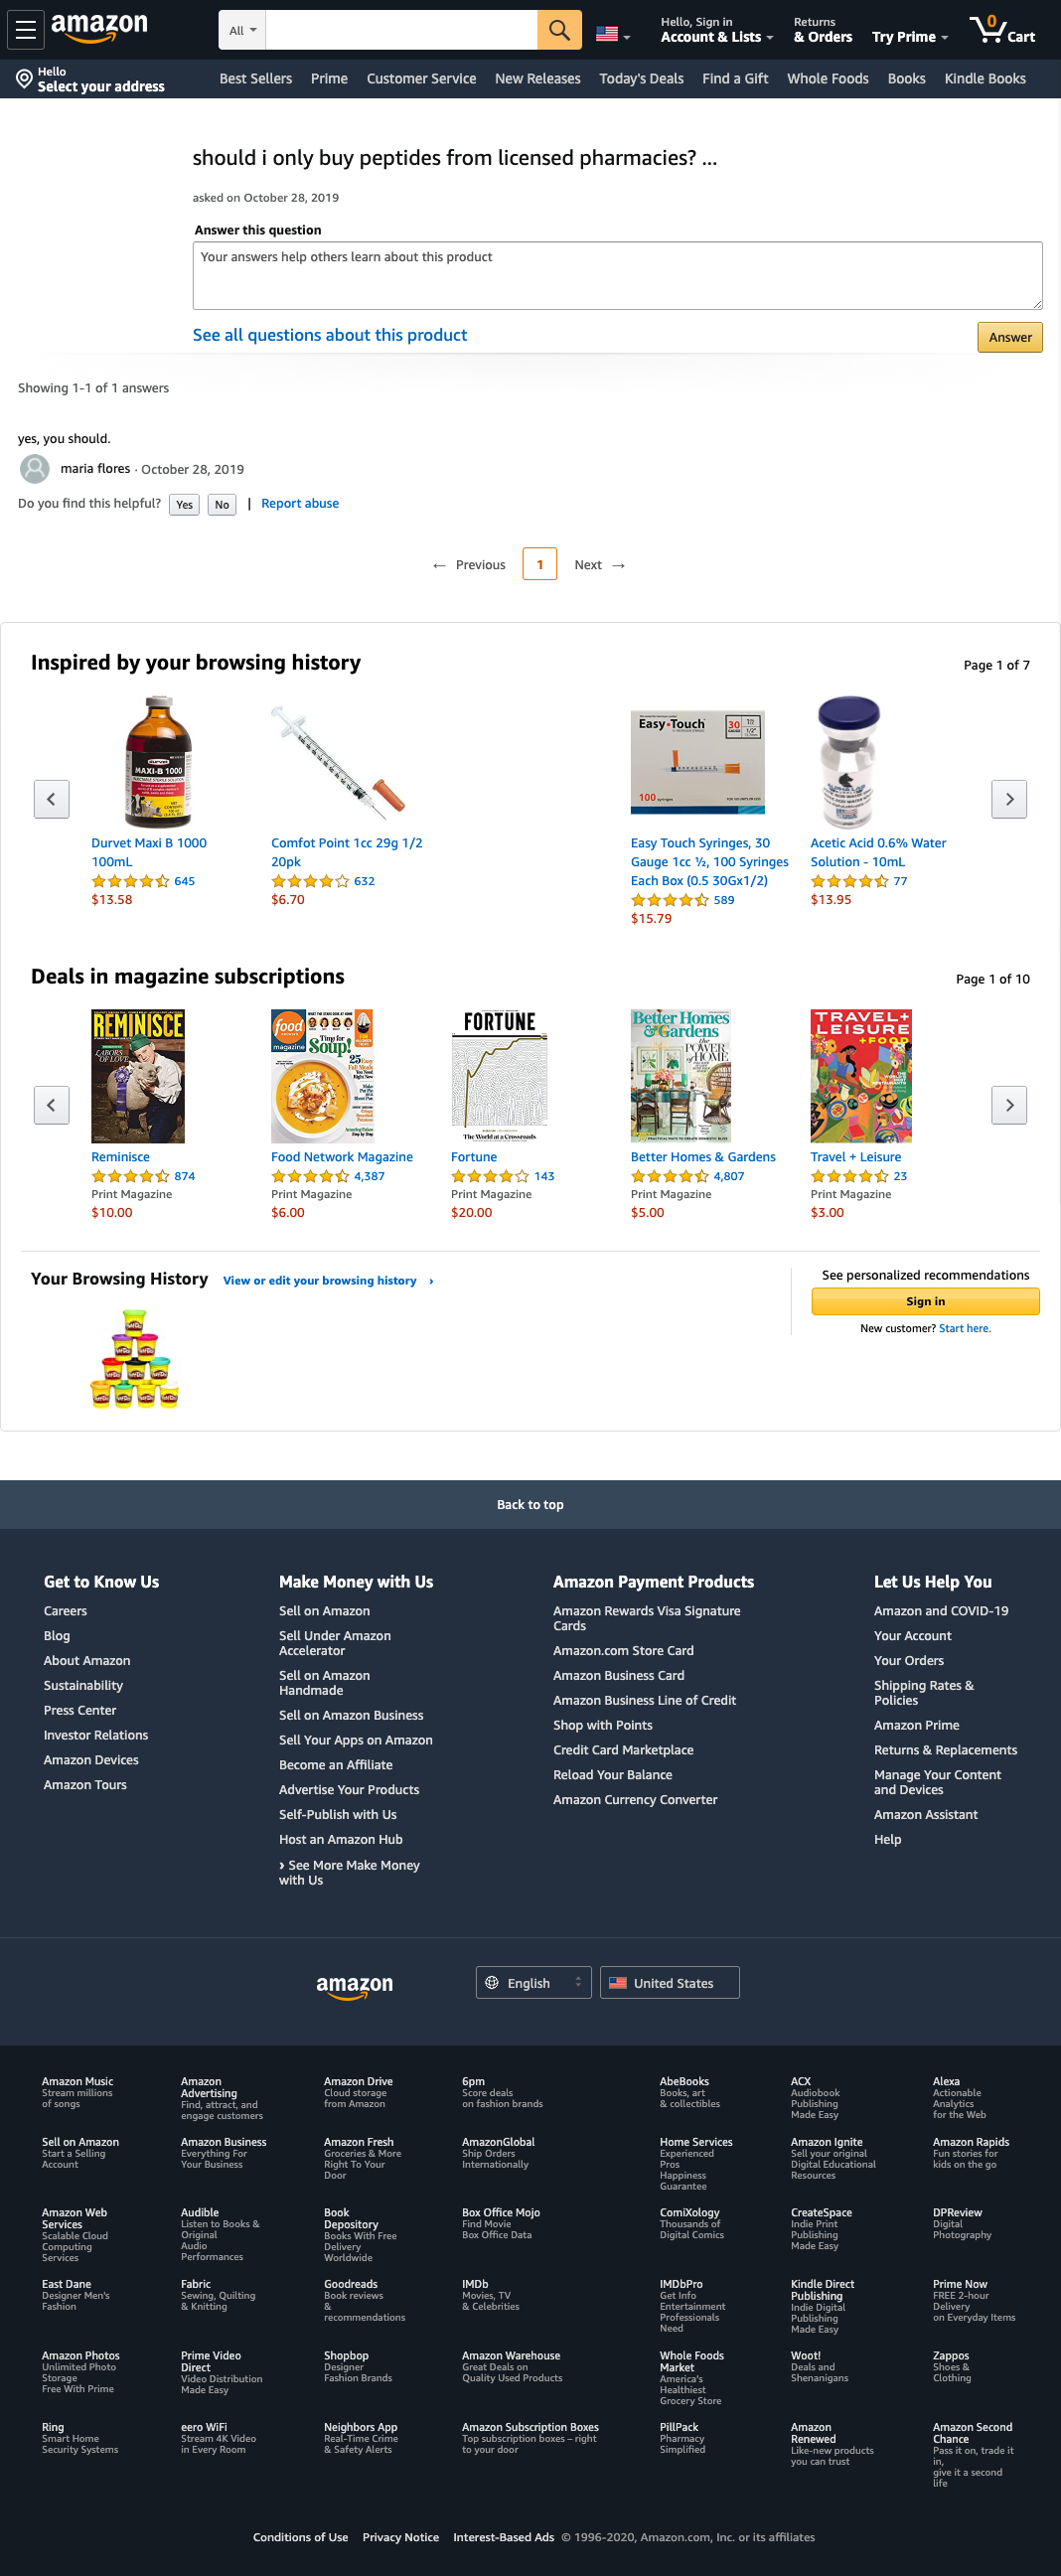 amazon
All
Hello, Sign in
Account & Lists
Returns
& Orders
Try Prime
0
Cart
Hello
Select your address
Best Sellers
Prime
Customer Service
New Releases
Today's Deals
Find a Gift
Whole Foods
Books
Kindle Books
should i only buy peptides from licensed pharmacies? ...
asked on October 28, 2019
Answer this question
Your answers help others learn about this product
See all questions about this product
Answer
Showing 1-1 of 1 answers
yes, you should.
maria flores · October 28, 2019
Do you find this helpful? Yes No | Report abuse
← Previous 1 Next →
Inspired by your browsing history
Page 1 of 7
durvet
MAXI-B 1000
Easy Touch
30
100
Durvet Maxi B 1000
100mL
645
$13.58
Comfot Point 1cc 29g 1/2
20pk
632
$6.70
Easy Touch Syringes, 30
Gauge 1cc ½, 100 Syringes
Each Box (0.5 30Gx1/2)
589
$15.79
Acetic Acid 0.6% Water
Solution - 10mL
77
$13.95
Deals in magazine subscriptions
Page 1 of 10
REMINISCE
LABORS
OF LOVE
food
network
magazine
Time for
Soup!
FORTUNE
The World at a Crossroads
Better Homes
& Gardens
the
POWER of
HOME
TRAVEL+
LEISURE
+FOOD
Reminisce
874
Print Magazine
$10.00
Food Network Magazine
4,387
Print Magazine
$6.00
Fortune
143
Print Magazine
$20.00
Better Homes & Gardens
4,807
Print Magazine
$5.00
Travel + Leisure
23
Print Magazine
$3.00
Your Browsing History
View or edit your browsing history ›
See personalized recommendations
Sign in
New customer? Start here.
Back to top
Get to Know Us
Careers
Blog
About Amazon
Sustainability
Press Center
Investor Relations
Amazon Devices
Amazon Tours
Make Money with Us
Sell on Amazon
Sell Under Amazon
Accelerator
Sell on Amazon
Handmade
Sell on Amazon Business
Sell Your Apps on Amazon
Become an Affiliate
Advertise Your Products
Self-Publish with Us
Host an Amazon Hub
› See More Make Money
with Us
Amazon Payment Products
Amazon Rewards Visa Signature
Cards
Amazon.com Store Card
Amazon Business Card
Amazon Business Line of Credit
Shop with Points
Credit Card Marketplace
Reload Your Balance
Amazon Currency Converter
Let Us Help You
Amazon and COVID-19
Your Account
Your Orders
Shipping Rates &
Policies
Amazon Prime
Returns & Replacements
Manage Your Content
and Devices
Amazon Assistant
Help
amazon
English
United States
Amazon Music
Stream millions
of songs
Amazon
Advertising
Find, attract, and
engage customers
Amazon Drive
Cloud storage
from Amazon
6pm
Score deals
on fashion brands
AbeBooks
Books, art
& collectibles
ACX
Audiobook
Publishing
Made Easy
Alexa
Actionable
Analytics
for the Web
Sell on Amazon
Start a Selling
Account
Amazon Business
Everything For
Your Business
Amazon Fresh
Groceries & More
Right To Your
Door
AmazonGlobal
Ship Orders
Internationally
Home Services
Experienced
Pros
Happiness
Guarantee
Amazon Ignite
Sell your original
Digital Educational
Resources
Amazon Rapids
Fun stories for
kids on the go
Amazon Web
Services
Scalable Cloud
Computing
Services
Audible
Listen to Books &
Original
Audio
Performances
Book
Depository
Books With Free
Delivery
Worldwide
Box Office Mojo
Find Movie
Box Office Data
ComiXology
Thousands of
Digital Comics
CreateSpace
Indie Print
Publishing
Made Easy
DPReview
Digital
Photography
East Dane
Designer Men's
Fashion
Fabric
Sewing, Quilting
& Knitting
Goodreads
Book reviews
&
recommendations
IMDb
Movies, TV
& Celebrities
IMDbPro
Get Info
Entertainment
Professionals
Need
Kindle Direct
Publishing
Indie Digital
Publishing
Made Easy
Prime Now
FREE 2-hour
Delivery
on Everyday Items
Amazon Photos
Unlimited Photo
Storage
Free With Prime
Prime Video
Direct
Video Distribution
Made Easy
Shopbop
Designer
Fashion Brands
Amazon Warehouse
Great Deals on
Quality Used Products
Whole Foods
Market
America's
Healthiest
Grocery Store
Woot!
Deals and
Shenanigans
Zappos
Shoes &
Clothing
Ring
Smart Home
Security Systems
eero WiFi
Stream 4K Video
in Every Room
Neighbors App
Real-Time Crime
& Safety Alerts
Amazon Subscription Boxes
Top subscription boxes – right
to your door
PillPack
Pharmacy
Simplified
Amazon
Renewed
Like-new products
you can trust
Amazon Second
Chance
Pass it on, trade it
in,
give it a second
life
Conditions of Use
Privacy Notice
Interest-Based Ads
© 1996-2020, Amazon.com, Inc. or its affiliates